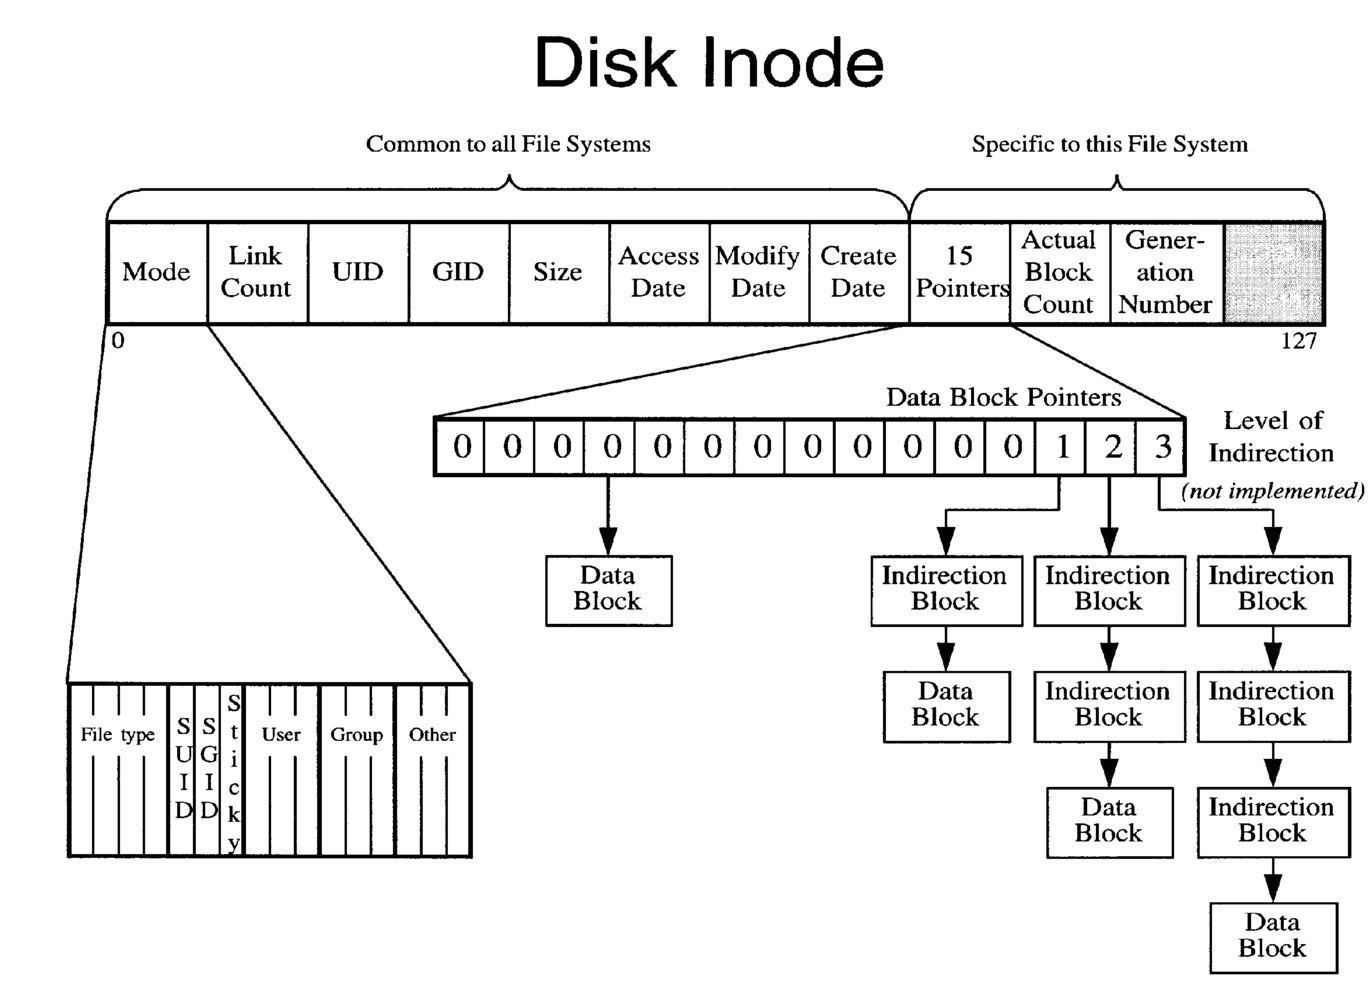 Disk Inode
Common to all File Systems
Specific to this File System
Mode
Link
Count
UID
GID
Size
Access
Date
Modify
Date
Create
Date
15
Pointers
Actual
Block
Count
Gener-
ation
Number
0
127
Data Block Pointers
0 0 0 0 0 0 0 0 0 0 0 0 1 2 3
Level of
Indirection
(not implemented)
Data
Block
Indirection
Block
Indirection
Block
Indirection
Block
Data
Block
Indirection
Block
Indirection
Block
Data
Block
Indirection
Block
Data
Block
File type
SUID
SGID
Sticky
User
Group
Other